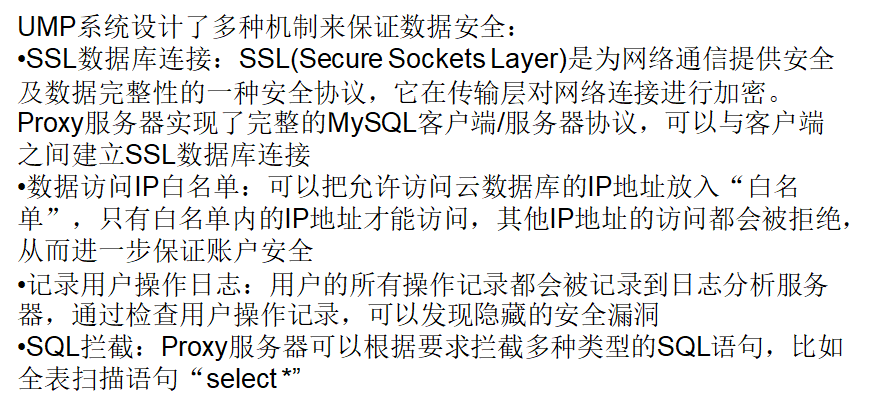 UMP系统设计了多种机制来保证数据安全：
•SSL数据库连接：SSL(Secure Sockets Layer)是为网络通信提供安全
及数据完整性的一种安全协议，它在传输层对网络连接进行加密。
Proxy服务器实现了完整的MySQL客户端/服务器协议，可以与客户端
之间建立SSL数据库连接
•数据访问IP白名单：可以把允许访问云数据库的IP地址放入“白名
单”，只有白名单内的IP地址才能访问，其他IP地址的访问都会被拒绝，
从而进一步保证账户安全
•记录用户操作日志：用户的所有操作记录都会被记录到日志分析服务
器，通过检查用户操作记录，可以发现隐藏的安全漏洞
•SQL拦截：Proxy服务器可以根据要求拦截多种类型的SQL语句，比如
全表扫描语句“select *”